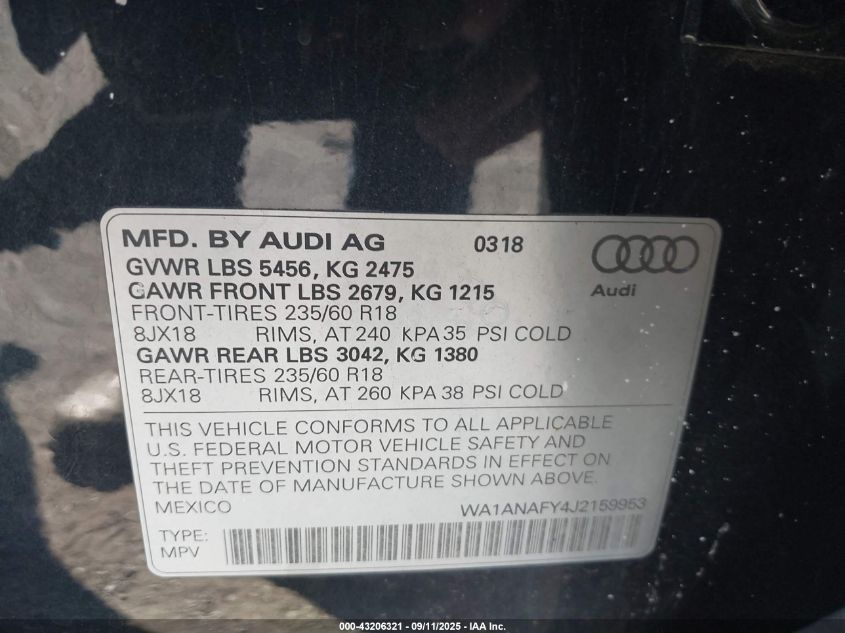 MFD. BY AUDI AG 0318
GVWR LBS 5456, KG 2475
GAWR FRONT LBS 2679, KG 1215
Audi
FRONT-TIRES 235/60 R18
8JX18 RIMS, AT 240 KPA 35 PSI COLD
GAWR REAR LBS 3042, KG 1380
REAR-TIRES 235/60 R18
8JX18 RIMS, AT 260 KPA 38 PSI COLD
THIS VEHICLE CONFORMS TO ALL APPLICABLE
U.S. FEDERAL MOTOR VEHICLE SAFETY AND
THEFT PREVENTION STANDARDS IN EFFECT ON
THE DATE OF MANUFACTURE SHOWN ABOVE.
MEXICO WA1ANAFY4J2159953
TYPE:
MPV
000-43206321 - 09/11/2025 - IAA Inc.